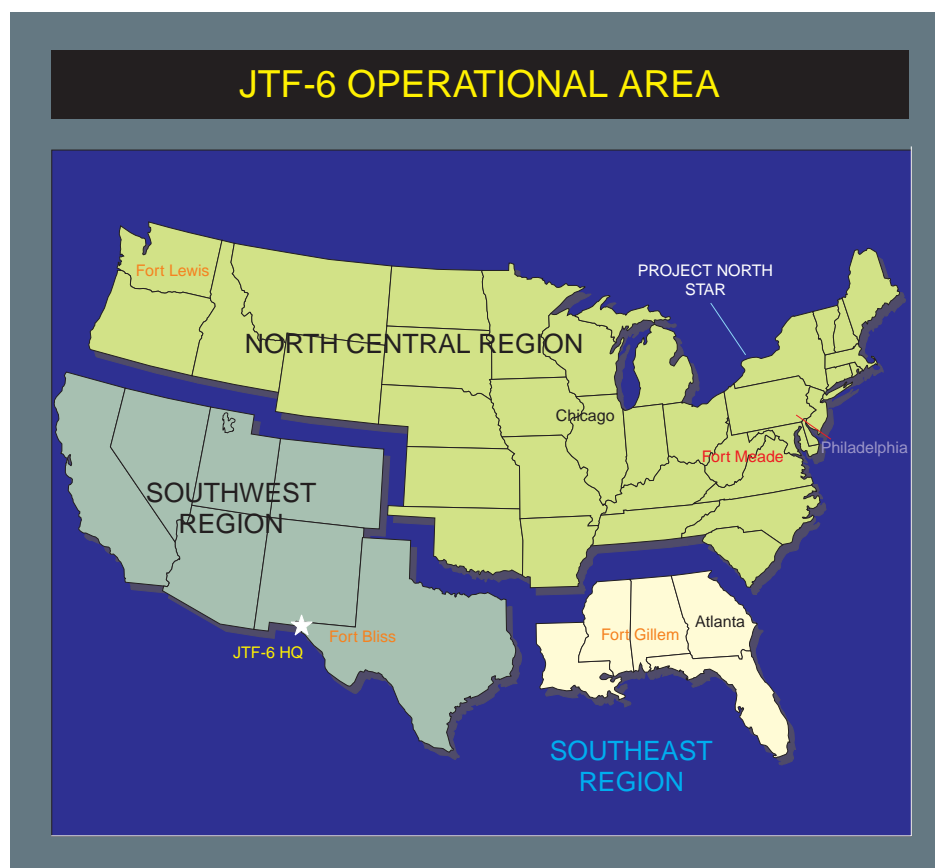 JTF-6 OPERATIONAL AREA
Fort Lewis
PROJECT NORTH
STAR
NORTH CENTRAL REGION
Chicago
Philadelphia
Fort Meade
SOUTHWEST
REGION
Atlanta
Fort Bliss
Fort Gillem
JTF-6 HQ
SOUTHEAST
REGION